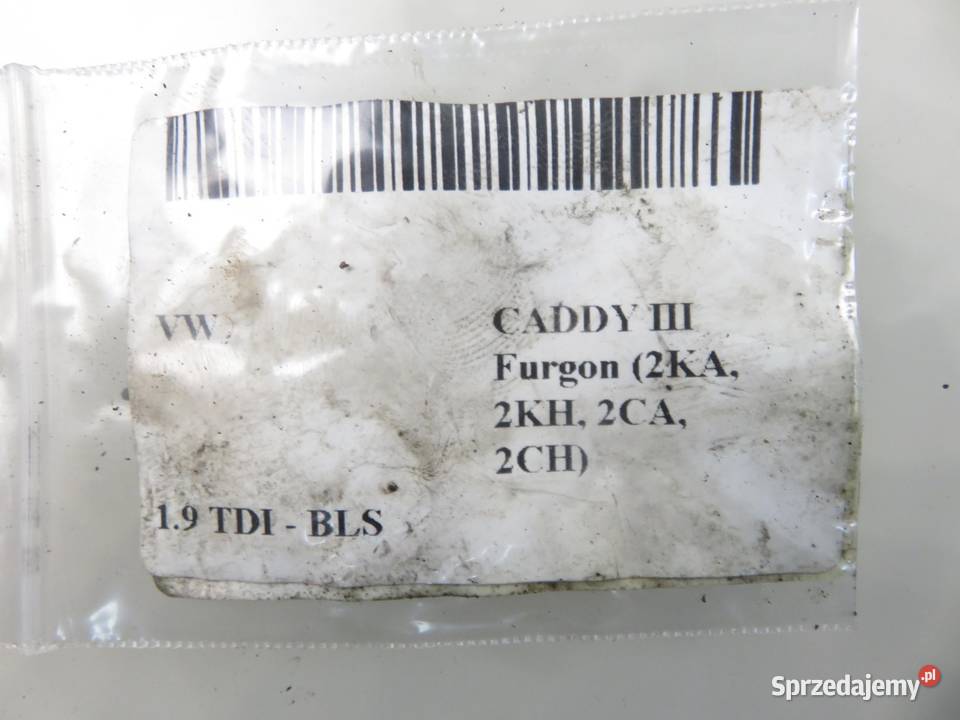 VW
CADDY III
Furgon (2KA,
2KH, 2CA,
2CH)
1.9 TDI - BLS
Sprzedajemy.pl